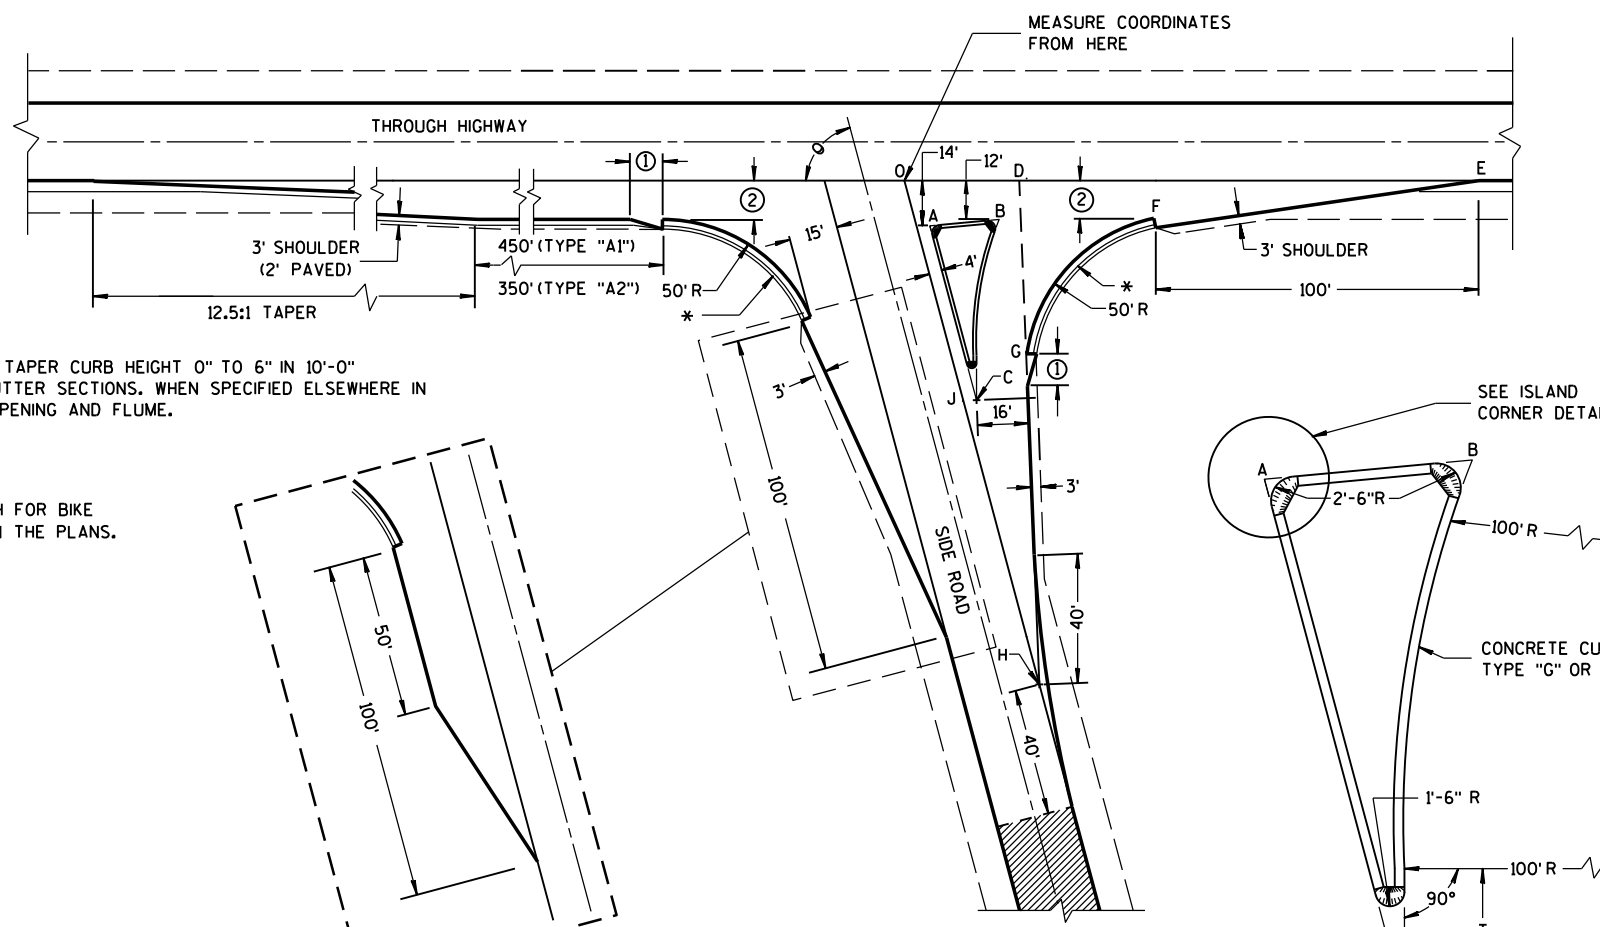 MEASURE COORDINATES
FROM HERE
THROUGH HIGHWAY
①
14'
12'
O
D
E
②
②
A
B
F
15'
3' SHOULDER
(2' PAVED)
450' (TYPE "A1")
350' (TYPE "A2")
50' R
*
4'
3' SHOULDER
*
50' R
100'
12.5:1 TAPER
G
①
TAPER CURB HEIGHT 0" TO 6" IN 10'-0"
UTTER SECTIONS. WHEN SPECIFIED ELSEWHERE IN
PENING AND FLUME.
3'
C
J
16'
SEE ISLAND
CORNER DETA
A
B
2'-6"R
100'
3'
H FOR BIKE
N THE PLANS.
100' R
SIDE ROAD
50'
40'
100'
H
40'
CONCRETE CU
TYPE "G" OR
1'-6" R
100' R
90°